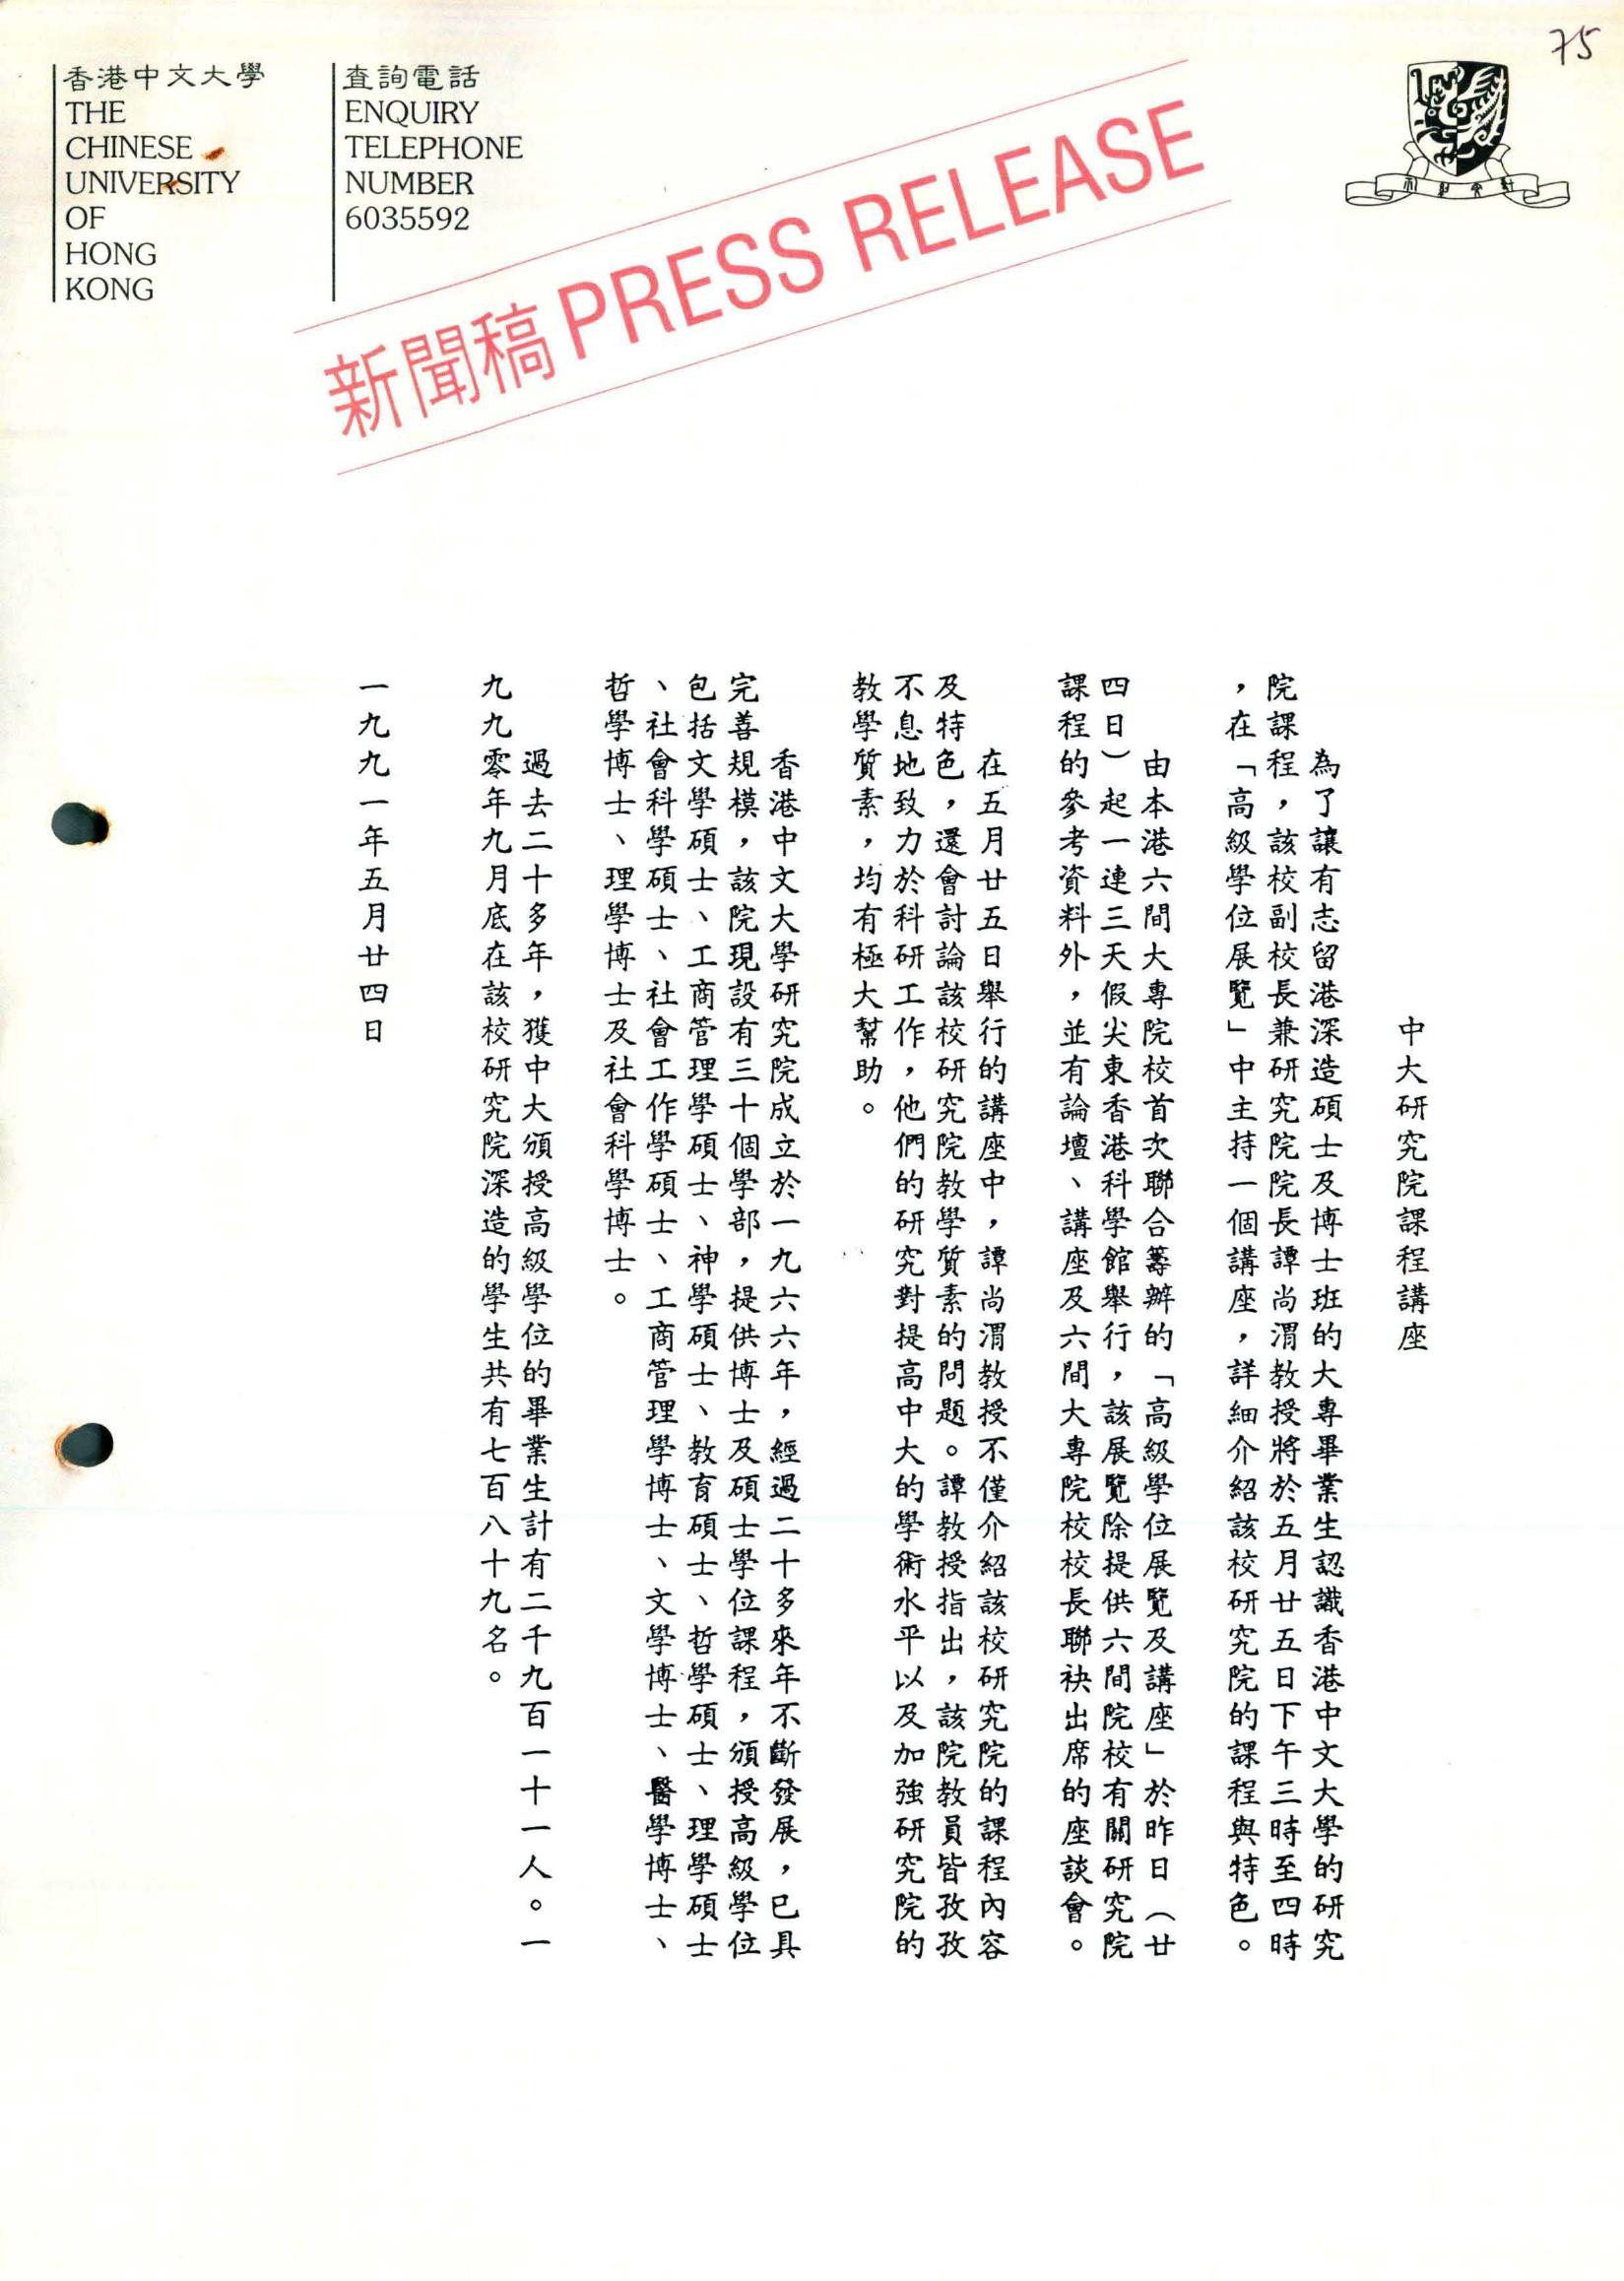 75
香港中文大學
THE
CHINESE
UNIVERSITY
OF
HONG
KONG
查詢電話
ENQUIRY
TELEPHONE
NUMBER
6035592
新聞稿 PRESS RELEASE
中大研究院課程講座
為了讓有志留港深造碩士及博士班的大專畢業生認識香港中文大學的研究
院課程，該校副校長兼研究院院長譚尚渭教授將於五月廿五日下午三時至四時
，在「高級學位展覽」中主持一個講座，詳細介紹該校研究院的課程與特色。
由本港六間大專院校首次聯合籌辦的「高級學位展覽及講座」於昨日（廿
四日）起一連三天假尖東香港科學館舉行，該展覽除提供六間院校有關研究院
課程的參考資料外，並有論壇、講座及六間大專院校校長聯袂出席的座談會。
在五月廿五日舉行的講座中，譚尚渭教授不僅介紹該校研究院的課程內容
及特色，還會討論該校研究院教學質素的問題。譚教授指出，該院教員皆孜孜
不息地致力於科研工作，他們的研究對提高中大的學術水平以及加強研究院的
教學質素，均有極大幫助。
香港中文大學研究院成立於一九六六年，經過二十多來年不斷發展，已具
完善規模，該院現設有三十個學部，提供博士及碩士學位課程，頒授高級學位
包括文學碩士、工商管理學碩士、神學碩士、教育碩士、哲學碩士、理學碩士
、社會科學碩士、社會工作學碩士、工商管理學博士、文學博士、醫學博士、
哲學博士、理學博士及社會科學博士。
過去二十多年，獲中大頒授高級學位的畢業生計有二千九百一十一人。一
九九零年九月底在該校研究院深造的學生共有七百八十九名。
一九九一年五月廿四日